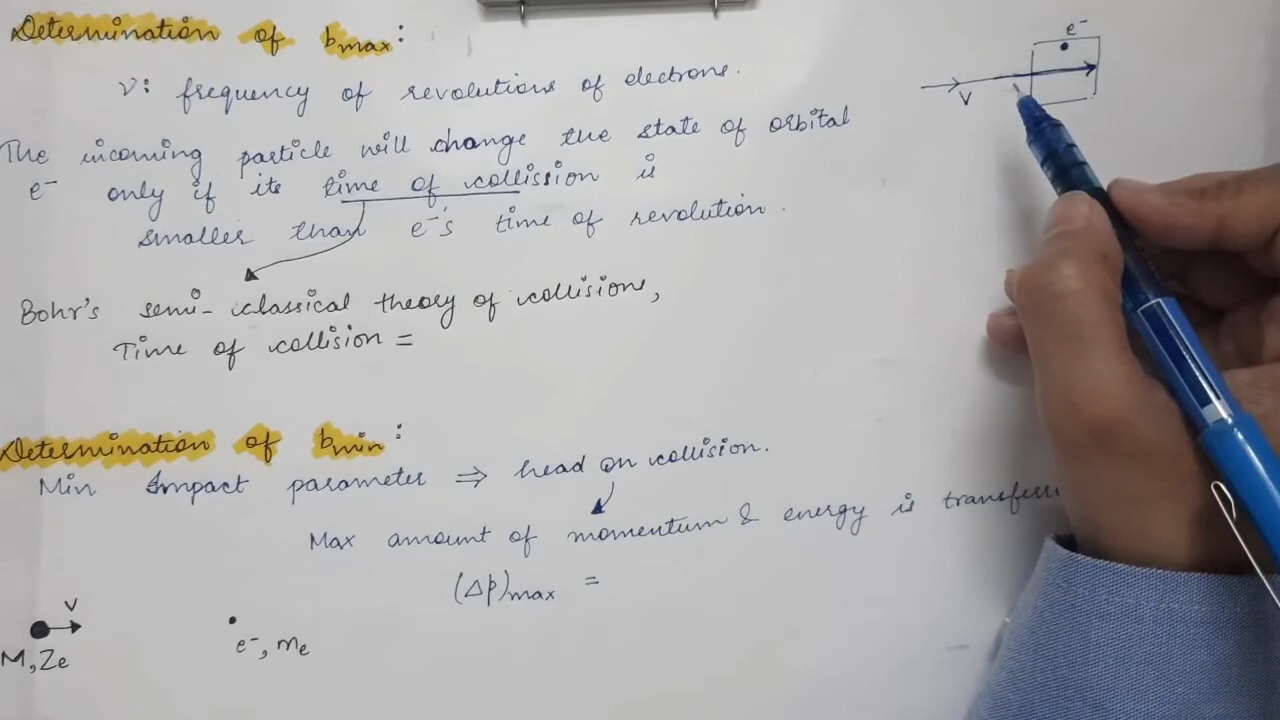 Determination of bmax:
ν: frequency of revolutions of electrons.
The incoming particle will change the state of orbital
e⁻ only if its time of collission is
smaller than e⁻'s time of revolution.
Bohr's semi-classical theory of collisions,
Time of collision =
e⁻
V
Determination of bmin:
Min Impact parameter ⇒ head on collision.
Max amount of momentum & energy is transferr
(Δp)max =
V
M, Ze
e⁻, me